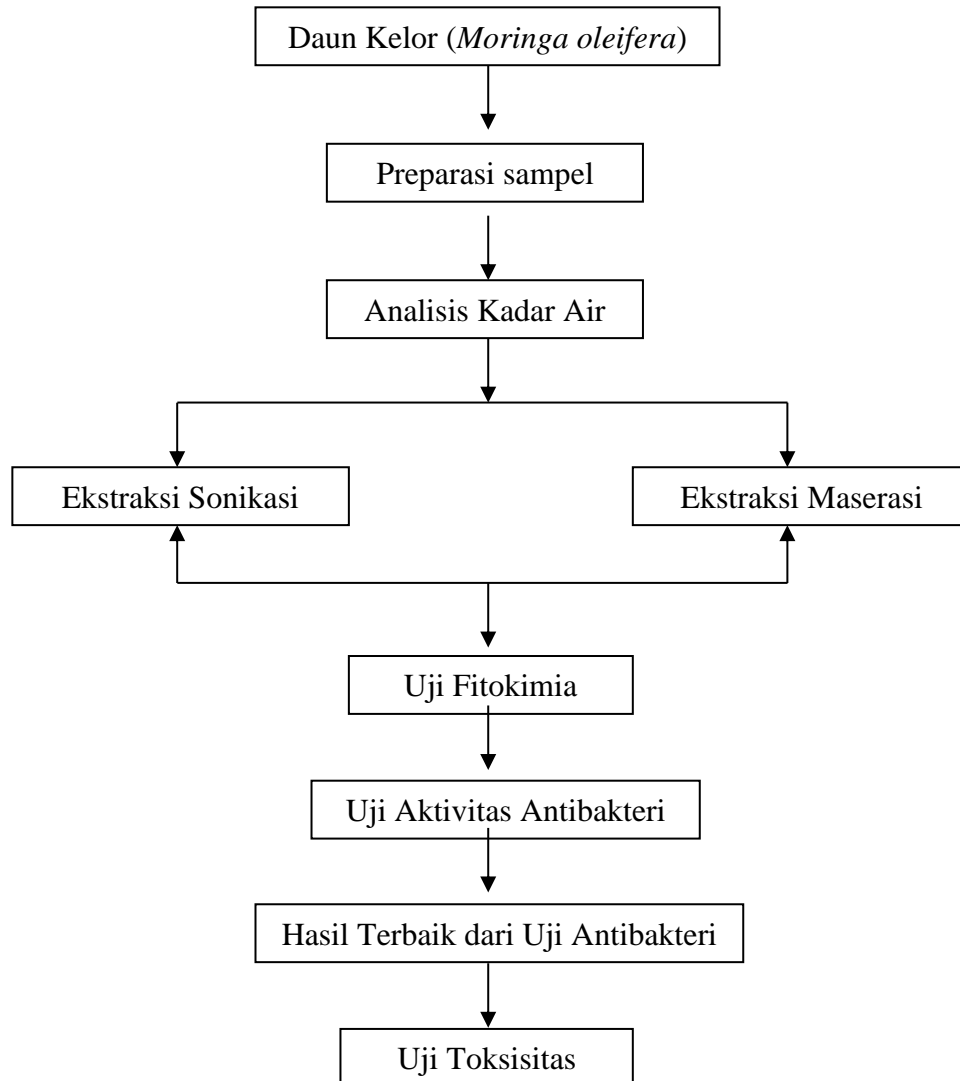 Daun Kelor (Moringa oleifera)
Preparasi sampel
Analisis Kadar Air
Ekstraksi Sonikasi
Ekstraksi Maserasi
Uji Fitokimia
Uji Aktivitas Antibakteri
Hasil Terbaik dari Uji Antibakteri
Uji Toksisitas